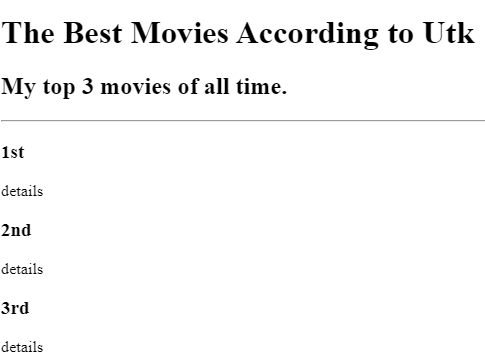 The Best Movies According to Utk
My top 3 movies of all time.
1st
details
2nd
details
3rd
details